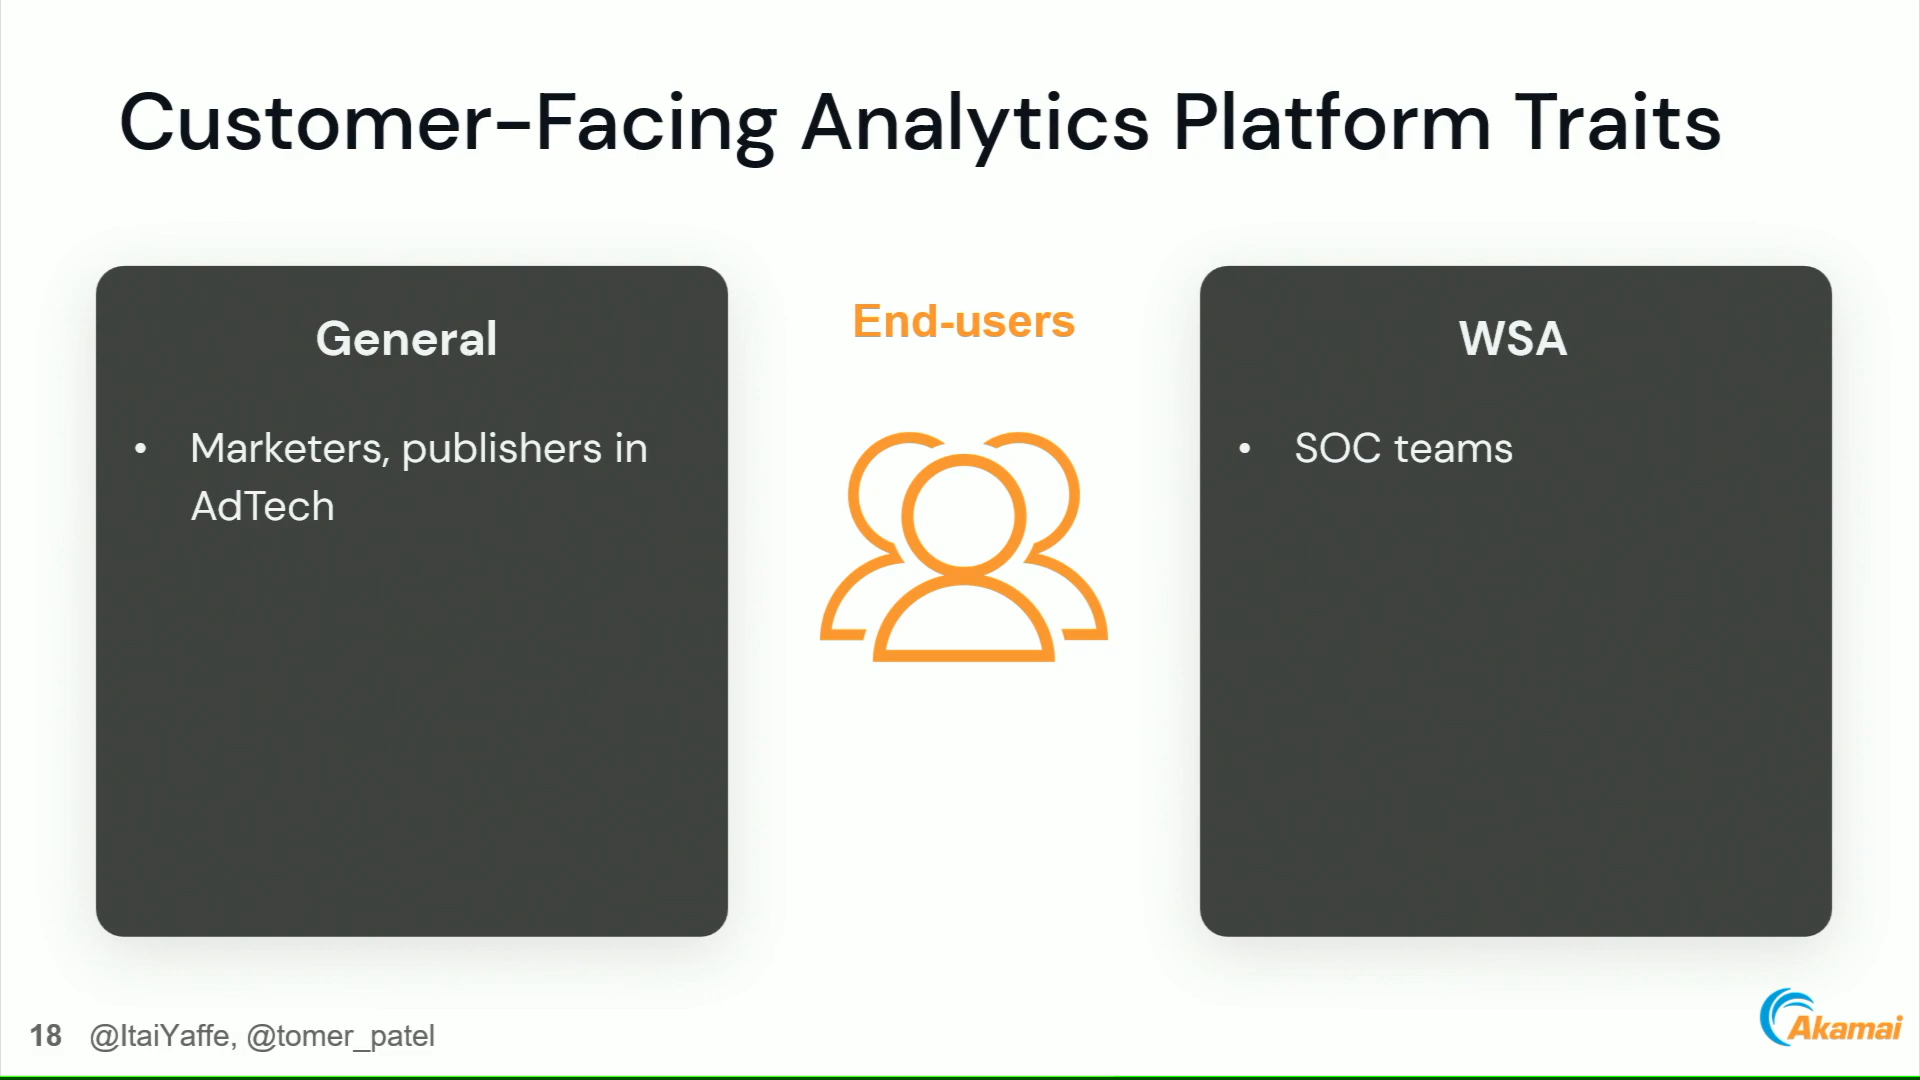 Customer-Facing Analytics Platform Traits
General
• Marketers, publishers in
AdTech
End-users
WSA
• SOC teams
18 @ItaiYaffe, @tomer_patel
Akamai